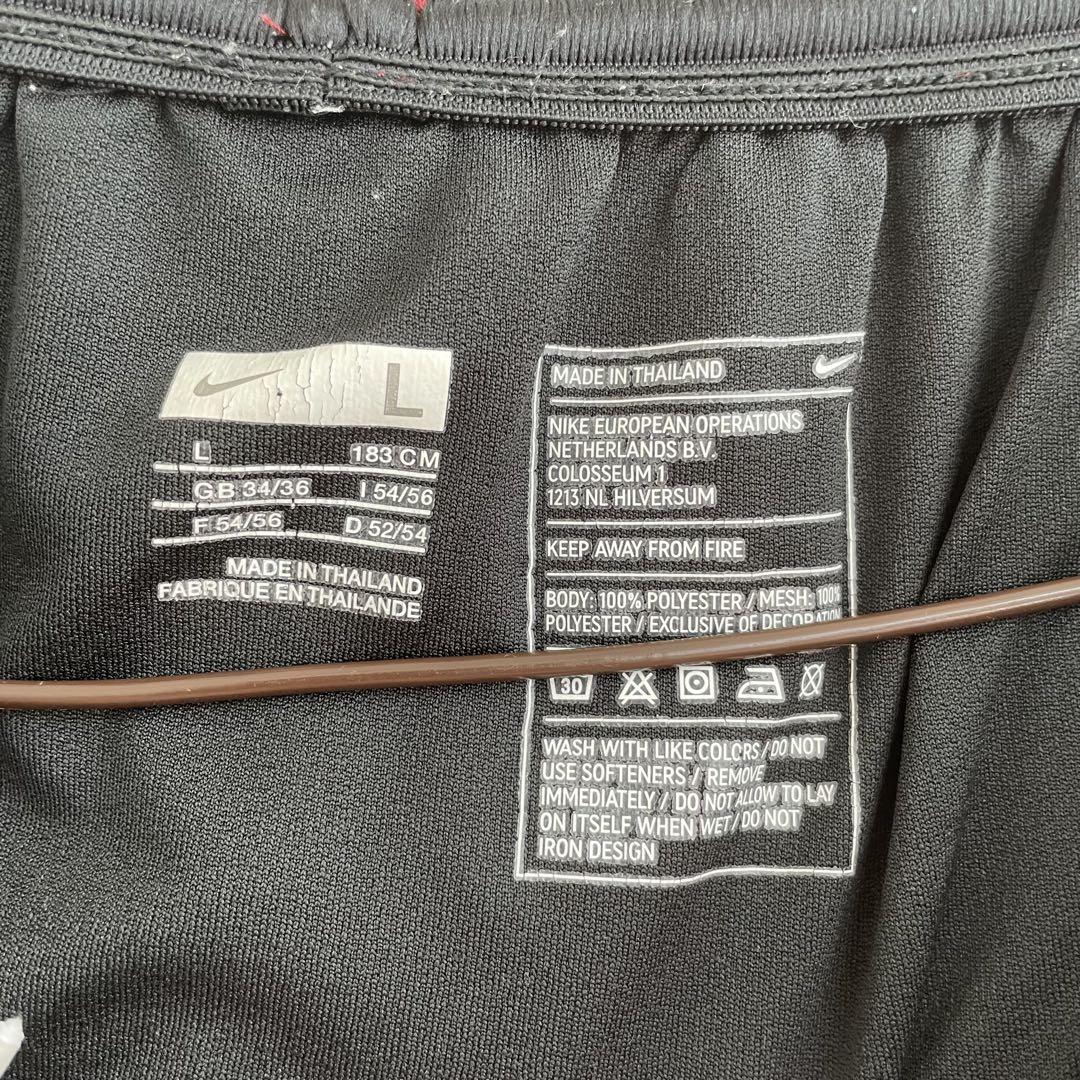 L
L 183 CM
GB 34/36 I 54/56
F 54/56 D 52/54
MADE IN THAILAND
FABRIQUE EN THAILANDE
MADE IN THAILAND
NIKE EUROPEAN OPERATIONS
NETHERLANDS B.V.
COLOSSEUM 1
1213 NL HILVERSUM
KEEP AWAY FROM FIRE
BODY: 100% POLYESTER / MESH: 100%
POLYESTER / EXCLUSIVE OF DECORATION
30
WASH WITH LIKE COLORS / DO NOT
USE SOFTENERS / REMOVE
IMMEDIATELY / DO NOT ALLOW TO LAY
ON ITSELF WHEN WET / DO NOT
IRON DESIGN